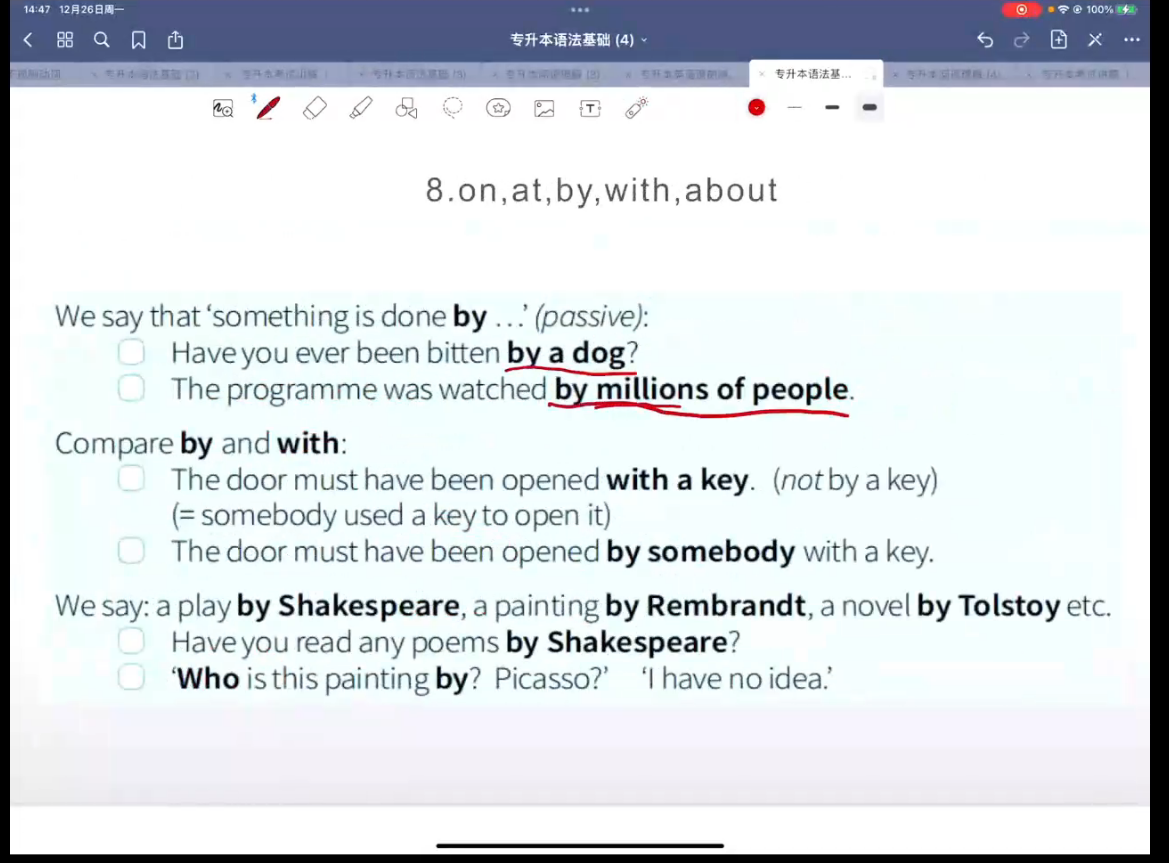 14:47 12月26日周一
100%
专升本语法基础 (4)
专升本语法基...
8.on,at,by,with,about
We say that ‘something is done by ...’ (passive):
Have you ever been bitten by a dog?
The programme was watched by millions of people.
Compare by and with:
The door must have been opened with a key. (not by a key)
(= somebody used a key to open it)
The door must have been opened by somebody with a key.
We say: a play by Shakespeare, a painting by Rembrandt, a novel by Tolstoy etc.
Have you read any poems by Shakespeare?
‘Who is this painting by? Picasso?’ ‘I have no idea.’